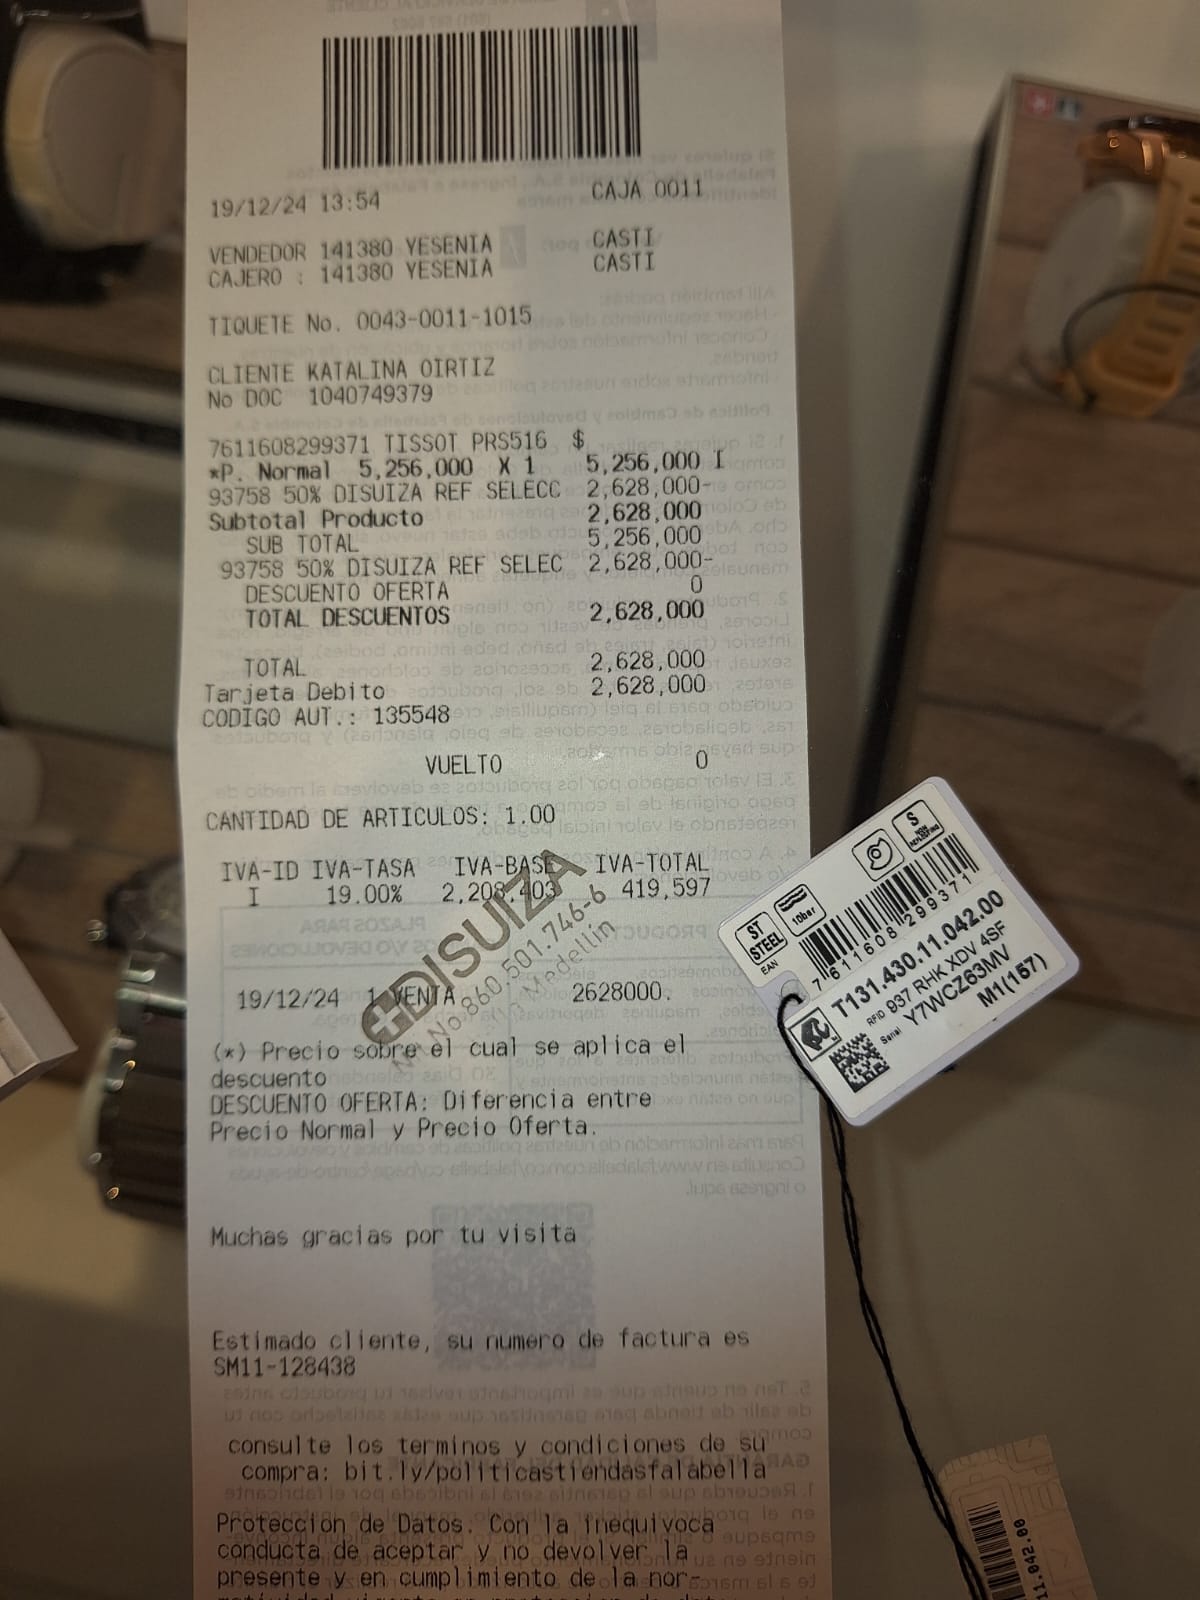 19/12/24 13:54 CAJA 0011
VENDEDOR 141380 YESENIA CASTI
CAJERO : 141380 YESENIA CASTI
TIQUETE No. 0043-0011-1015
CLIENTE KATALINA OIRTIZ
No DOC 1040749379
7611608299371 TISSOT PRS516 $
*P. Normal 5,256,000 X 1 5,256,000 I
93758 50% DISUIZA REF SELECC 2,628,000-
Subtotal Producto 2,628,000
SUB TOTAL 5,256,000
93758 50% DISUIZA REF SELEC 2,628,000-
DESCUENTO OFERTA 0
TOTAL DESCUENTOS 2,628,000
TOTAL 2,628,000
Tarjeta Debito 2,628,000
CODIGO AUT.: 135548
VUELTO 0
CANTIDAD DE ARTICULOS: 1.00
IVA-ID IVA-TASA IVA-BASE IVA-TOTAL
I 19.00% 2,208,403 419,597
DISUIZA
860.501.746-6
Medellín
19/12/24 1 VENTA 2628000.
(*) Precio sobre el cual se aplica el
descuento
DESCUENTO OFERTA: Diferencia entre
Precio Normal y Precio Oferta.
Muchas gracias por tu visita
Estimado cliente, su numero de factura es
SM11-128438
consulte los terminos y condiciones de su
compra: bit.ly/politicastiendasfalabella
Proteccion de Datos. Con la inequivoca
conducta de aceptar y no devolver la
presente y en cumplimiento de la nor-
ST
STEEL
10bar
S
EAN
7 611608 299371
T131.430.11.042.00
RFID 937 RHK XDV 4SF
Serial Y7WCZ63MV
M1(157)
11.042.00